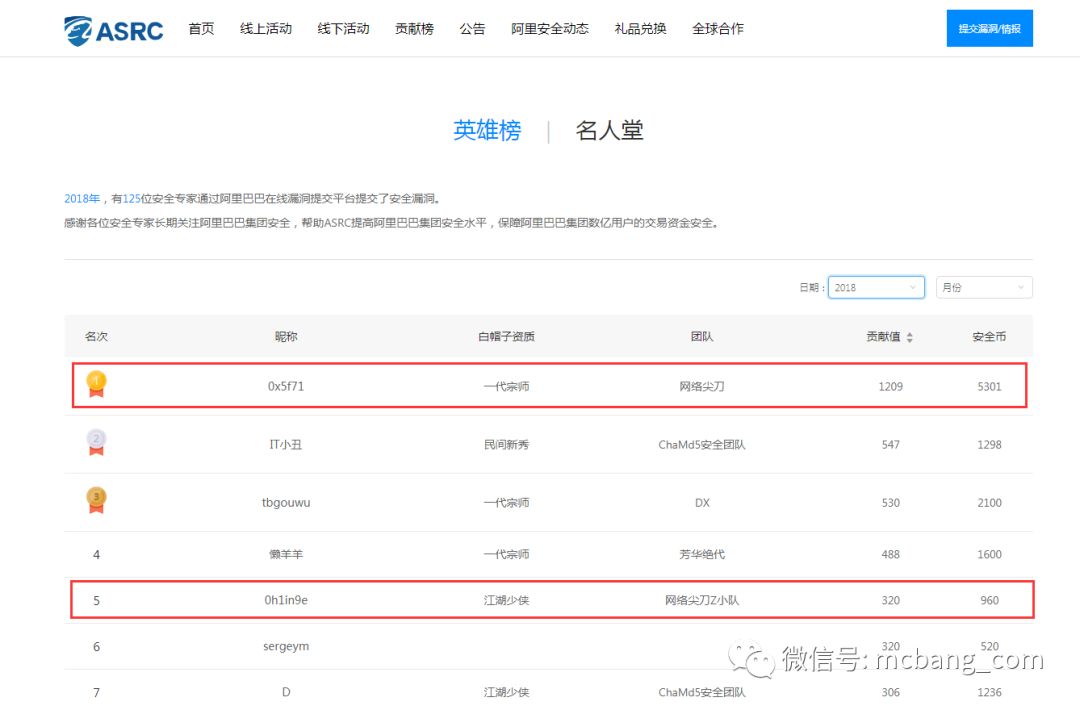 ASRC 首页 线上活动 线下活动 贡献榜 公告 阿里安全动态 礼品兑换 全球合作 提交漏洞/情报
英雄榜 | 名人堂
2018年，有125位安全专家通过阿里巴巴在线漏洞提交平台提交了安全漏洞。
感谢各位安全专家长期关注阿里巴巴集团安全，帮助ASRC提高阿里巴巴集团安全水平，保障阿里巴巴集团数亿用户的交易资金安全。
日期： 2018 月份
名次 昵称 白帽子资质 团队 贡献值 安全币
1 0x5f71 一代宗师 网络尖刀 1209 5301
2 IT小丑 民间新秀 ChaMd5安全团队 547 1298
3 tbgouwu 一代宗师 DX 530 2100
4 懒羊羊 一代宗师 芳华绝代 488 1600
5 0h1in9e 江湖少侠 网络尖刀Z小队 320 960
6 sergeym 320 520
微信号: mcbang_com
7 D 江湖少侠 ChaMd5安全团队 306 1236